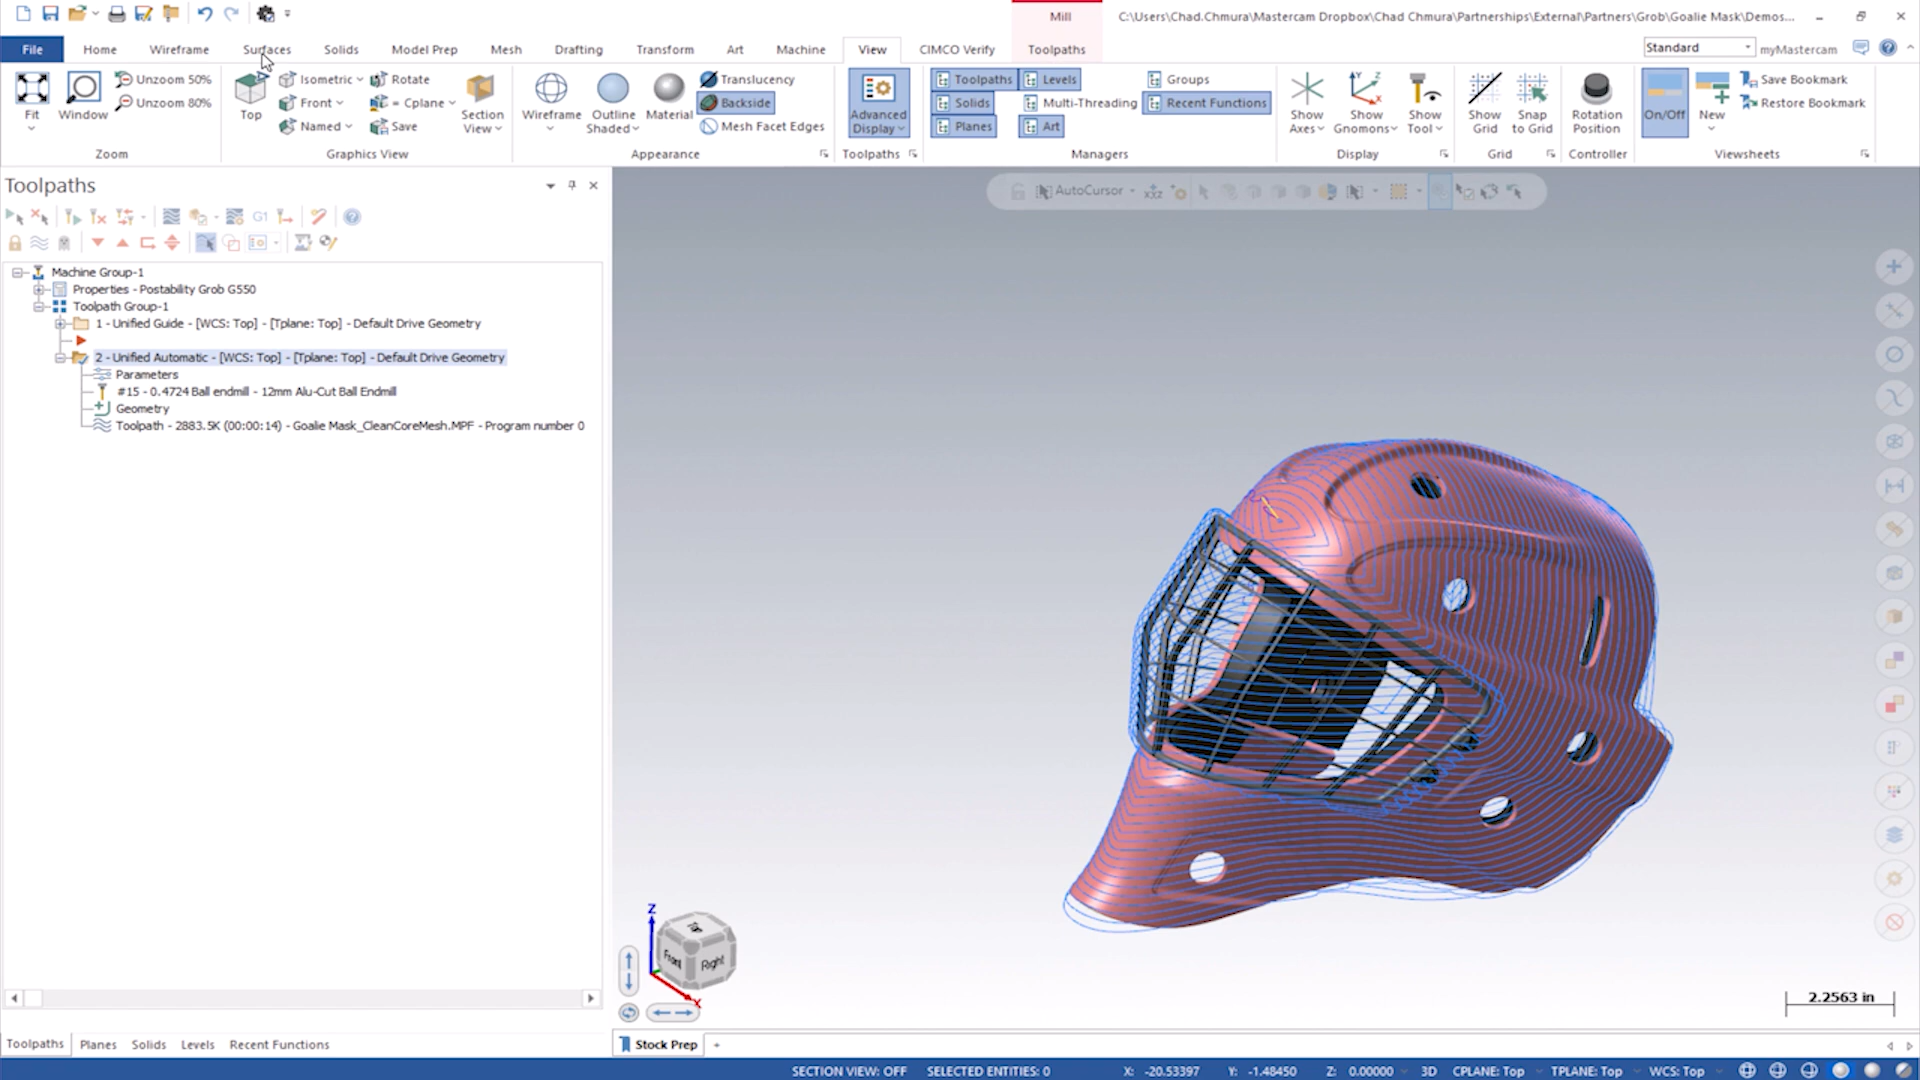 Mill
C:\Users\Chad.Chmura\Mastercam Dropbox\Chad Chmura\Partnerships\External\Partners\Grob\Goalie Mask\Demos...
File Home Wireframe Surfaces Solids Model Prep Mesh Drafting Transform Art Machine View CIMCO Verify Toolpaths Standard myMastercam
Fit Window Unzoom 50% Unzoom 80%
Zoom
Top Isometric Front Named Rotate = Cplane Save Section View
Graphics View
Wireframe Outline Shaded Material Translucency Backside Mesh Facet Edges
Appearance
Advanced Display
Toolpaths
Toolpaths Solids Planes Levels Multi-Threading Art Groups Recent Functions
Managers
Show Axes Show Gnomons Show Tool
Display
Show Grid Snap to Grid
Grid
Rotation Position
Controller
On/Off New Save Bookmark Restore Bookmark
Viewsheets
Toolpaths
G1
AutoCursor
Machine Group-1
Properties - Postability Grob G550
Toolpath Group-1
1 - Unified Guide - [WCS: Top] - [Tplane: Top] - Default Drive Geometry
2 - Unified Automatic - [WCS: Top] - [Tplane: Top] - Default Drive Geometry
Parameters
#15 - 0.4724 Ball endmill - 12mm Alu-Cut Ball Endmill
Geometry
Toolpath - 2883.5K (00:00:14) - Goalie Mask_CleanCoreMesh.MPF - Program number 0
Z
Top
Front Right
X
2.2563 in
Toolpaths Planes Solids Levels Recent Functions
Stock Prep +
SECTION VIEW: OFF SELECTED ENTITIES: 0 X: -20.53397 Y: -1.48450 Z: 0.00000 3D CPLANE: Top TPLANE: Top WCS: Top